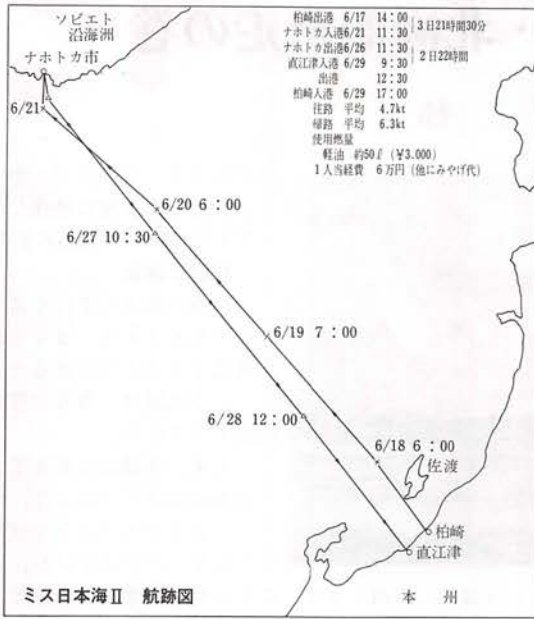 ソビエト
沿海洲
ナホトカ市
柏崎出港 6/17 14:00
ナホトカ入港6/21 11:30
3日21時間30分
ナホトカ出港6/26 11:30
直江津入港6/29 9:30
2日22時間
出港 12:30
柏崎入港 6/29 17:00
往路 平均 4.7kt
帰路 平均 6.3kt
使用燃量
軽油 約50ℓ (¥3.000)
1人当経費 6万円 (他にみやげ代)
6/21
6/20 6:00
6/27 10:30
6/19 7:00
6/28 12:00
6/18 6:00
佐渡
柏崎
直江津
ミス日本海Ⅱ 航跡図
本州